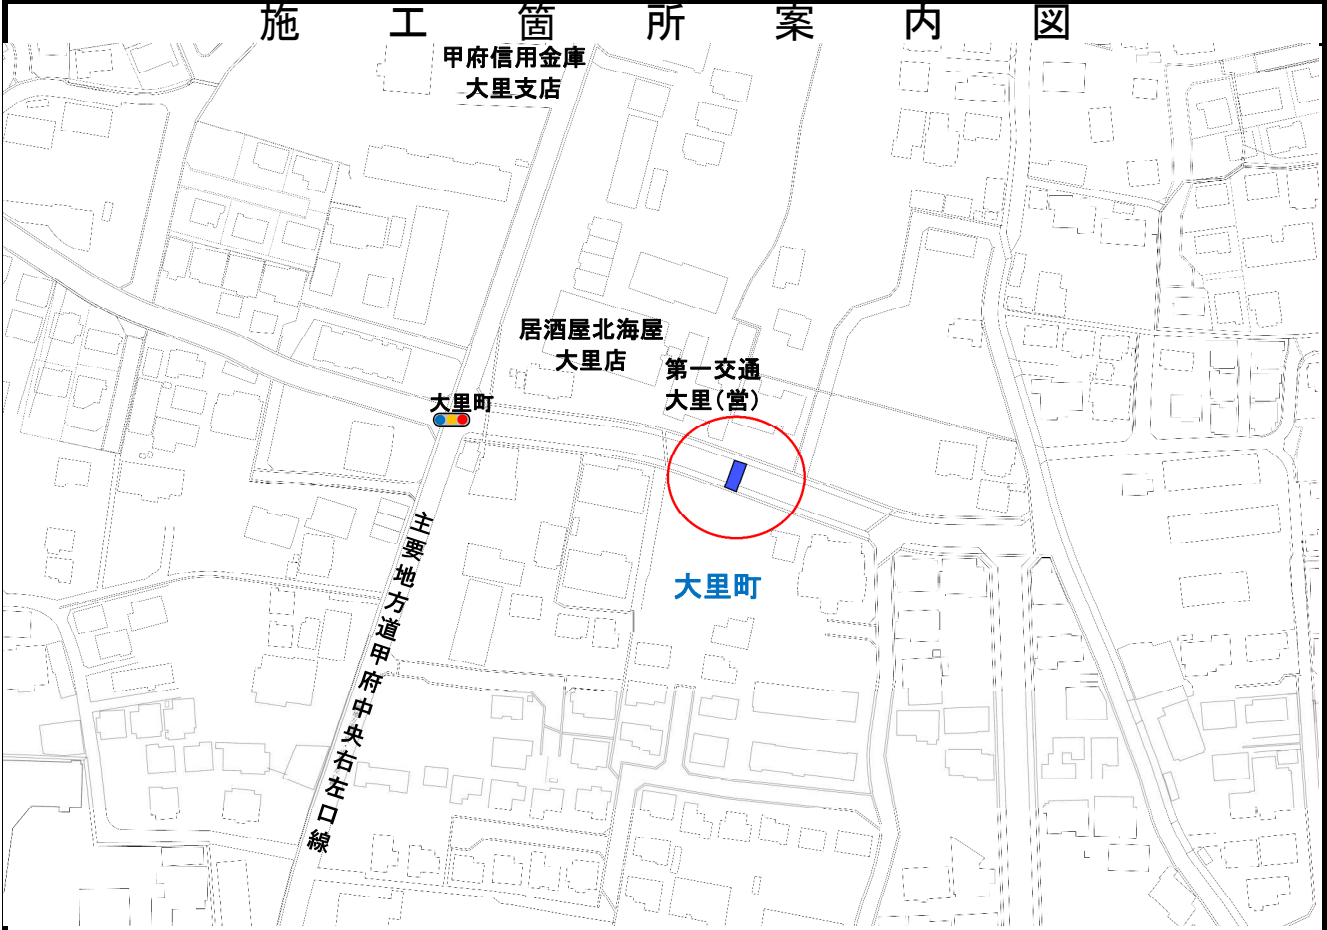 施工箇所案内図
甲府信用金庫
大里支店
居酒屋北海屋
大里店
第一交通
大里(営)
大里町
主要地方道甲府中央右左口線
大里町